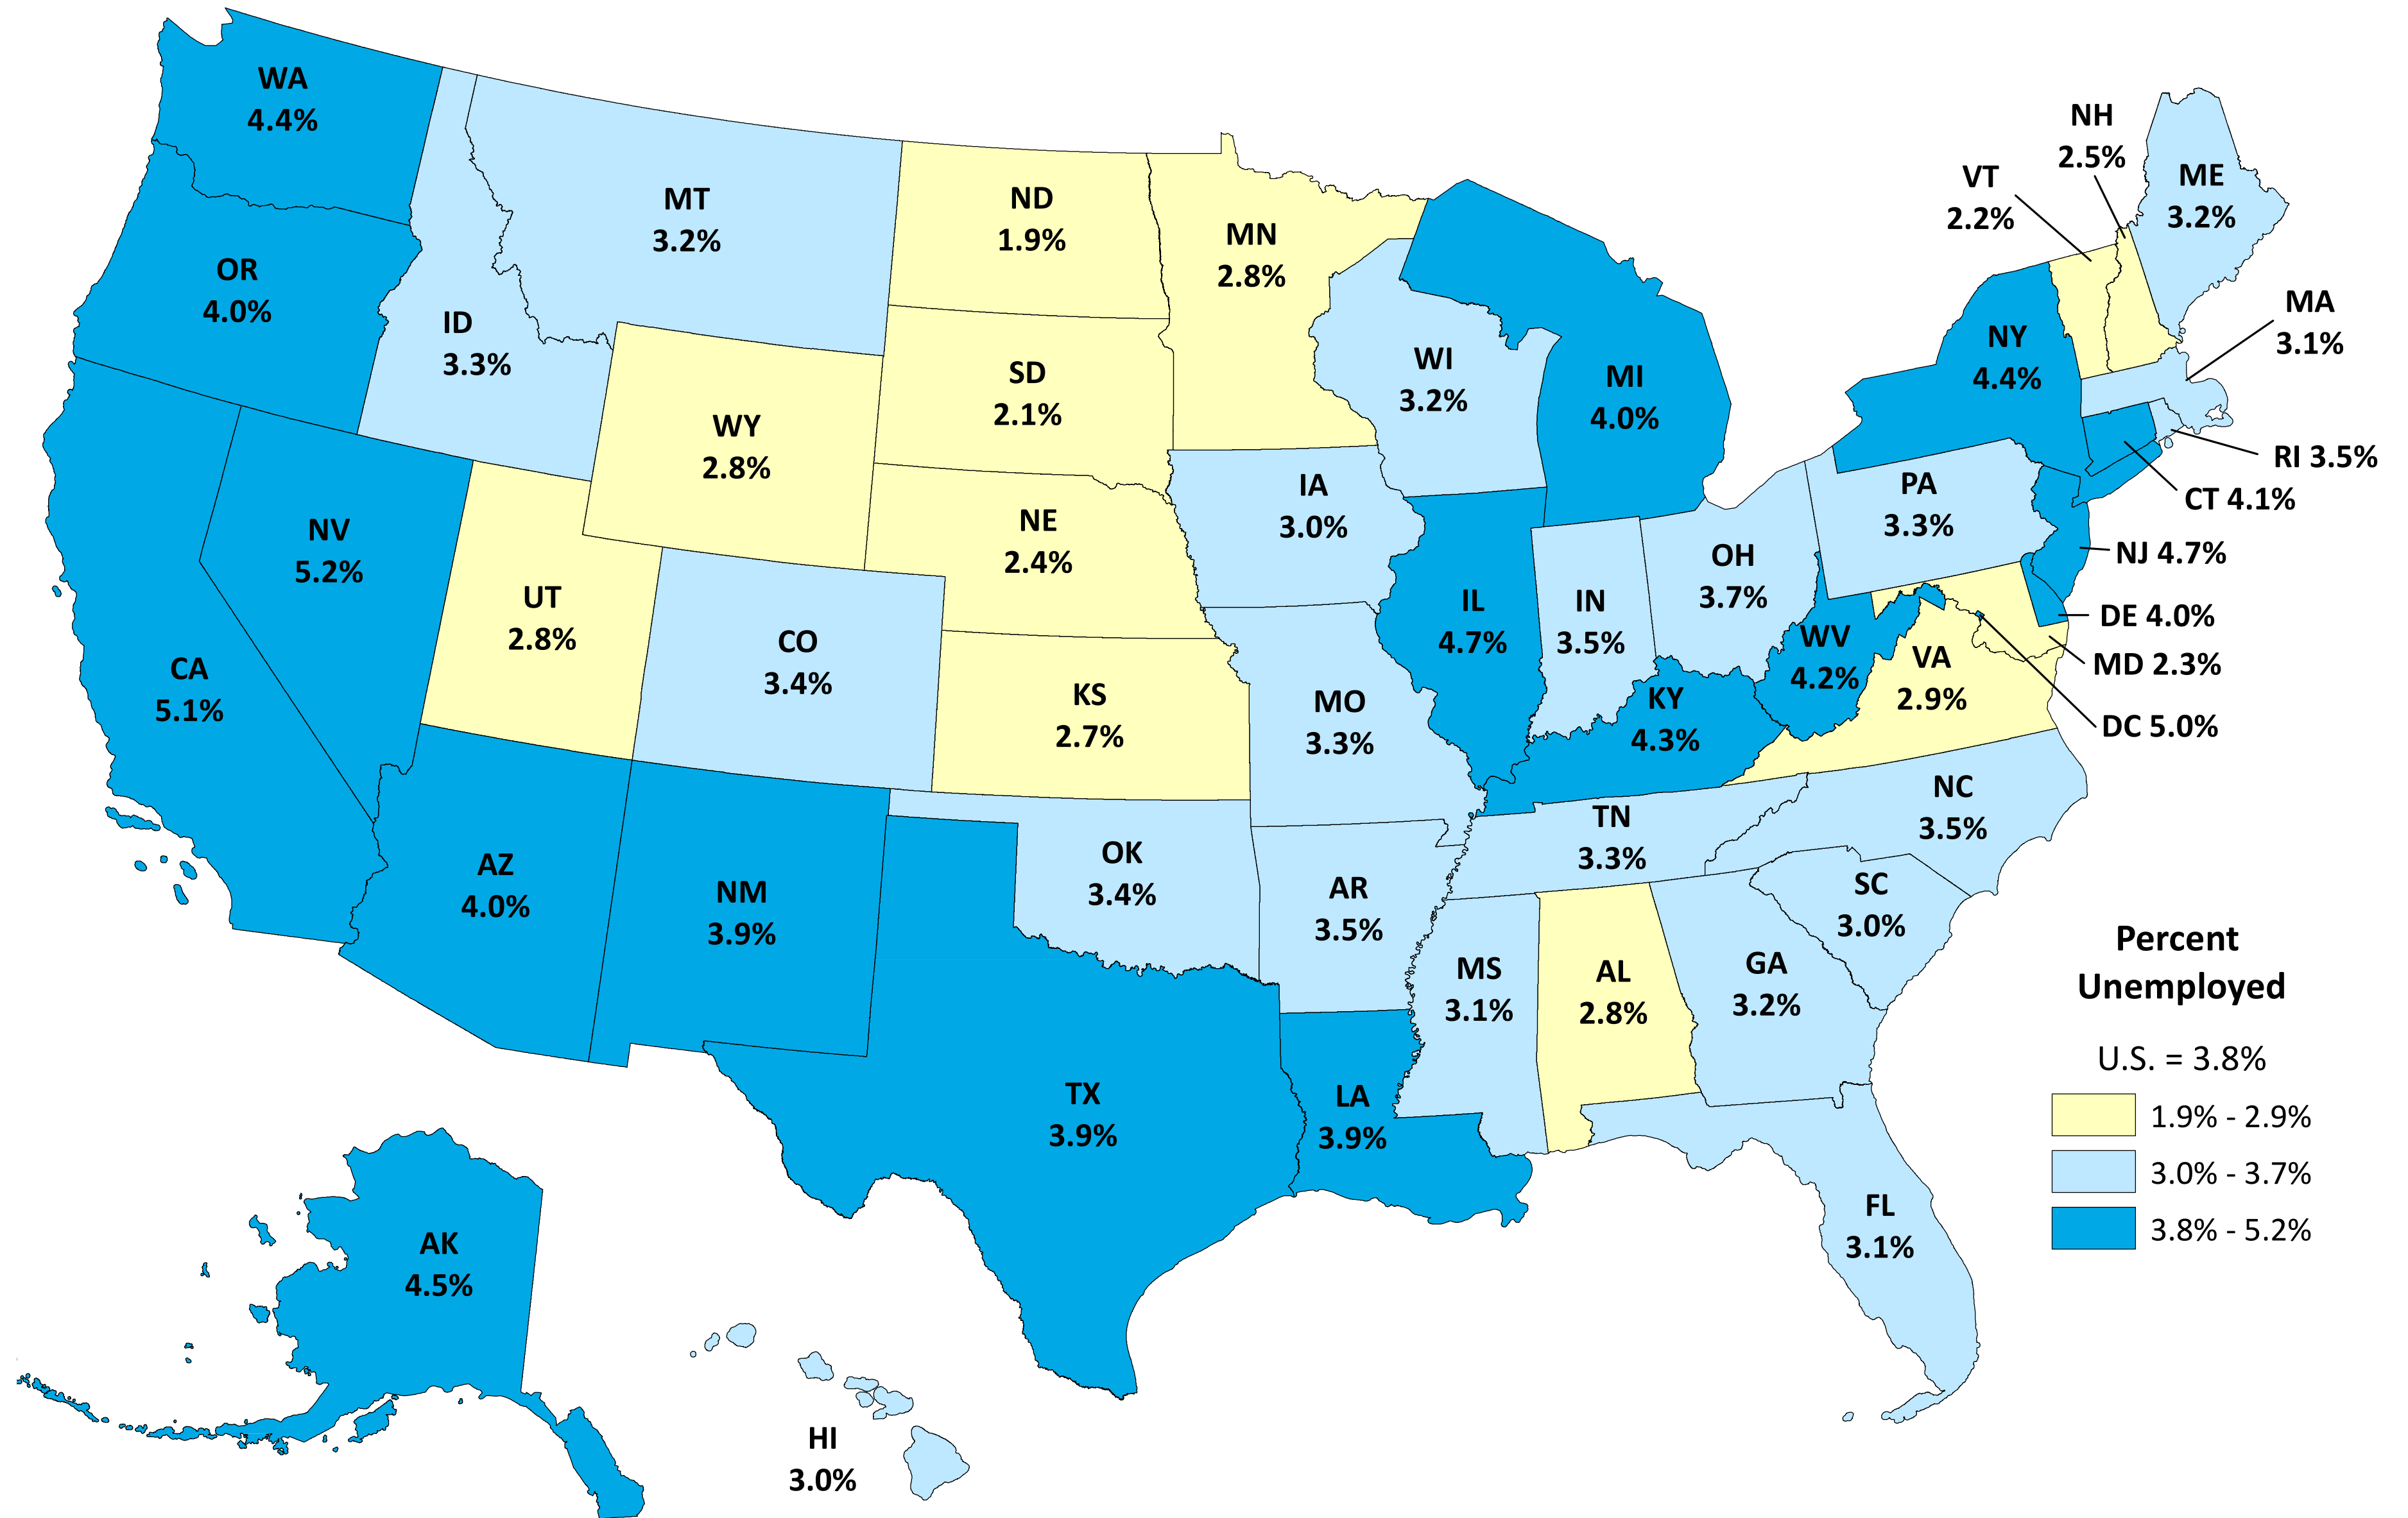 WA
4.4%
OR
4.0%
CA
5.1%
NV
5.2%
ID
3.3%
MT
3.2%
WY
2.8%
UT
2.8%
CO
3.4%
AZ
4.0%
NM
3.9%
ND
1.9%
SD
2.1%
NE
2.4%
KS
2.7%
OK
3.4%
TX
3.9%
MN
2.8%
IA
3.0%
MO
3.3%
AR
3.5%
LA
3.9%
WI
3.2%
IL
4.7%
MI
4.0%
IN
3.5%
OH
3.7%
KY
4.3%
TN
3.3%
MS
3.1%
AL
2.8%
GA
3.2%
FL
3.1%
SC
3.0%
NC
3.5%
VA
2.9%
WV
4.2%
PA
3.3%
NY
4.4%
VT
2.2%
NH
2.5%
ME
3.2%
MA
3.1%
RI 3.5%
CT 4.1%
NJ 4.7%
DE 4.0%
MD 2.3%
DC 5.0%
AK
4.5%
HI
3.0%
Percent
Unemployed
U.S. = 3.8%
1.9% - 2.9%
3.0% - 3.7%
3.8% - 5.2%